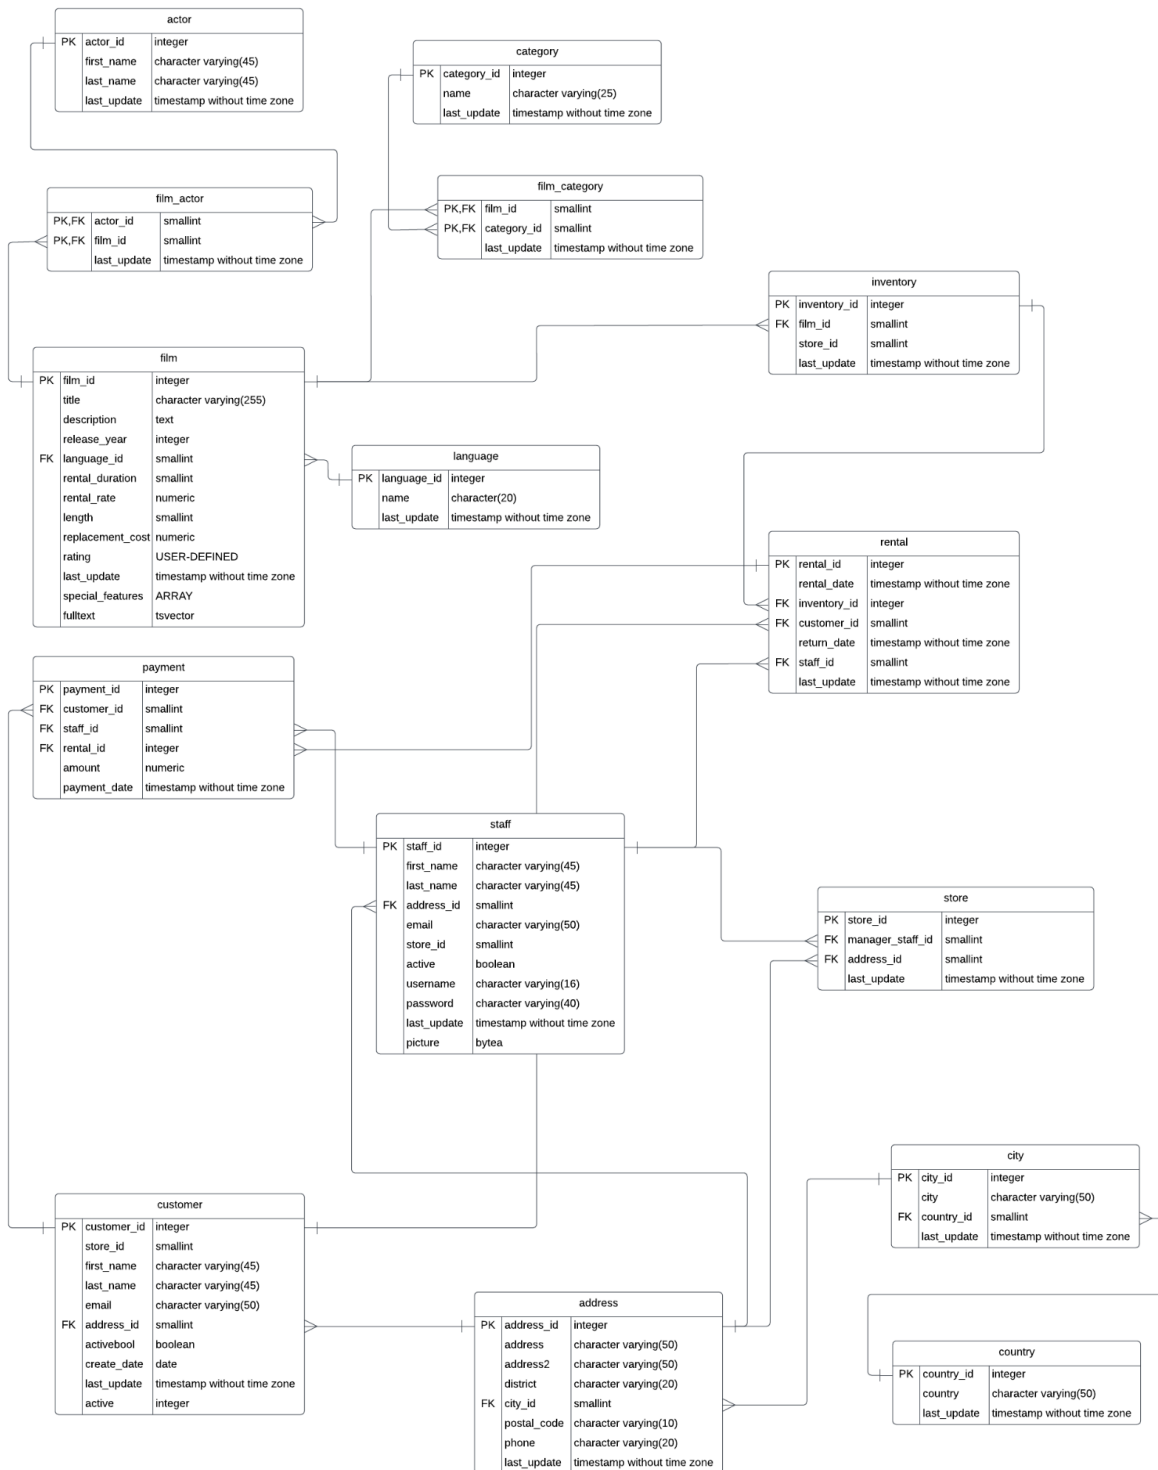 actor
PK actor_id integer
first_name character varying(45)
last_name character varying(45)
last_update timestamp without time zone
category
PK category_id integer
name character varying(25)
last_update timestamp without time zone
film_actor
PK,FK actor_id smallint
PK,FK film_id smallint
last_update timestamp without time zone
film_category
PK,FK film_id smallint
PK,FK category_id smallint
last_update timestamp without time zone
inventory
PK inventory_id integer
FK film_id smallint
store_id smallint
last_update timestamp without time zone
film
PK film_id integer
title character varying(255)
description text
release_year integer
FK language_id smallint
rental_duration smallint
rental_rate numeric
length smallint
replacement_cost numeric
rating USER-DEFINED
last_update timestamp without time zone
special_features ARRAY
fulltext tsvector
language
PK language_id integer
name character(20)
last_update timestamp without time zone
rental
PK rental_id integer
rental_date timestamp without time zone
FK inventory_id integer
FK customer_id smallint
return_date timestamp without time zone
FK staff_id smallint
last_update timestamp without time zone
payment
PK payment_id integer
FK customer_id smallint
FK staff_id smallint
FK rental_id integer
amount numeric
payment_date timestamp without time zone
staff
PK staff_id integer
first_name character varying(45)
last_name character varying(45)
FK address_id smallint
email character varying(50)
store_id smallint
active boolean
username character varying(16)
password character varying(40)
last_update timestamp without time zone
picture bytea
store
PK store_id integer
FK manager_staff_id smallint
FK address_id smallint
last_update timestamp without time zone
city
PK city_id integer
city character varying(50)
FK country_id smallint
last_update timestamp without time zone
customer
PK customer_id integer
store_id smallint
first_name character varying(45)
last_name character varying(45)
email character varying(50)
FK address_id smallint
activebool boolean
create_date date
last_update timestamp without time zone
active integer
address
PK address_id integer
address character varying(50)
address2 character varying(50)
district character varying(20)
FK city_id smallint
postal_code character varying(10)
phone character varying(20)
last_update timestamp without time zone
country
PK country_id integer
country character varying(50)
last_update timestamp without time zone